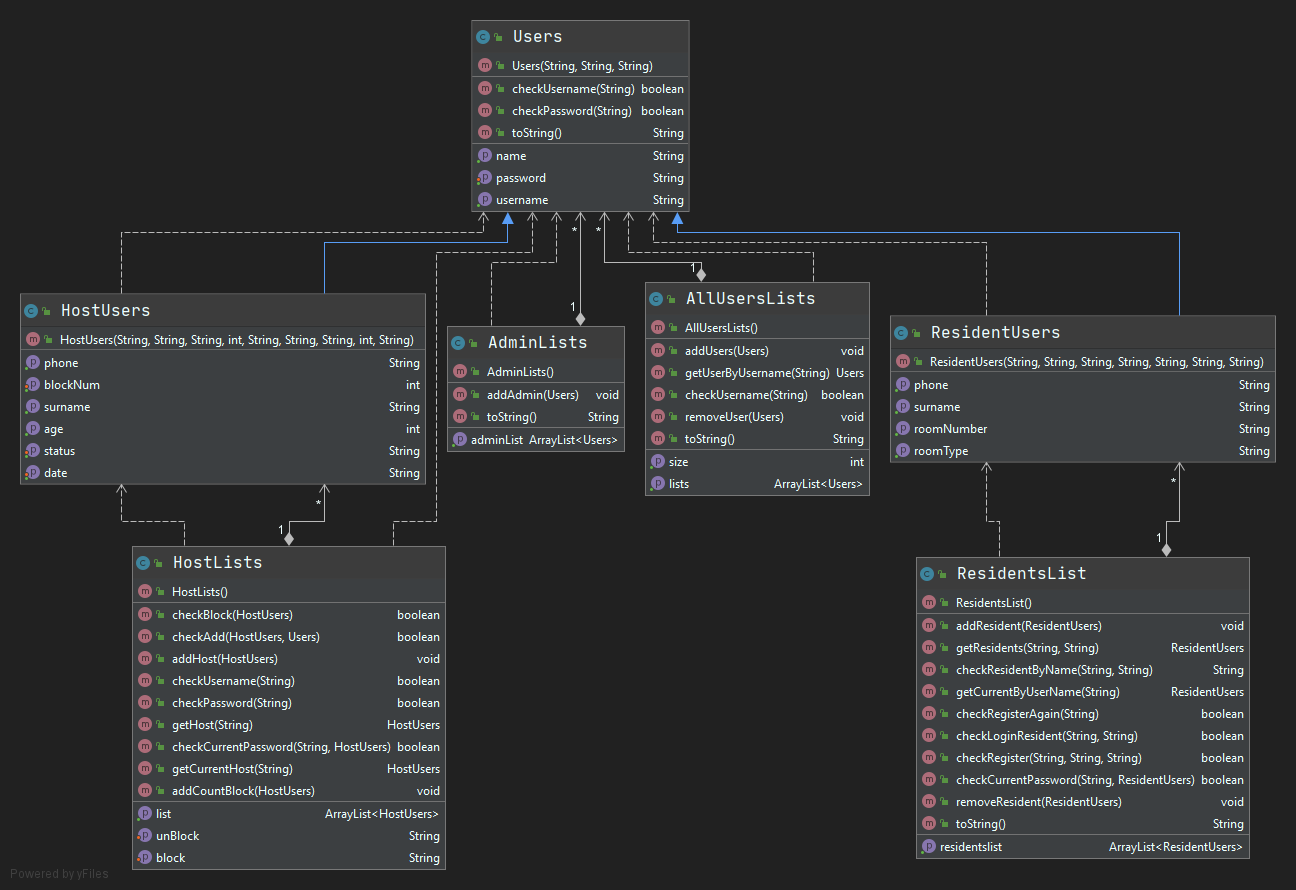 Users
Users(String, String, String)
checkUsername(String) boolean
checkPassword(String) boolean
toString() String
name String
password String
username String
* *
1
1
HostUsers
HostUsers(String, String, String, int, String, String, String, int, String)
phone String
blockNum int
surname String
age int
status String
date String
AdminLists
AdminLists()
addAdmin(Users) void
toString() String
adminList ArrayList<Users>
AllUsersLists
AllUsersLists()
addUsers(Users) void
getUserByUsername(String) Users
checkUsername(String) boolean
removeUser(Users) void
toString() String
size int
lists ArrayList<Users>
ResidentUsers
ResidentUsers(String, String, String, String, String, String, String)
phone String
surname String
roomNumber String
roomType String
*
1
*
1
HostLists
HostLists()
checkBlock(HostUsers) boolean
checkAdd(HostUsers, Users) boolean
addHost(HostUsers) void
checkUsername(String) boolean
checkPassword(String) boolean
getHost(String) HostUsers
checkCurrentPassword(String, HostUsers) boolean
getCurrentHost(String) HostUsers
addCountBlock(HostUsers) void
list ArrayList<HostUsers>
unBlock String
block String
ResidentsList
ResidentsList()
addResident(ResidentUsers) void
getResidents(String, String) ResidentUsers
checkResidentByName(String, String) String
getCurrentByUserName(String) ResidentUsers
checkRegisterAgain(String) boolean
checkLoginResident(String, String) boolean
checkRegister(String, String, String) boolean
checkCurrentPassword(String, ResidentUsers) boolean
removeResident(ResidentUsers) void
toString() String
residentslist ArrayList<ResidentUsers>
Powered by yFiles